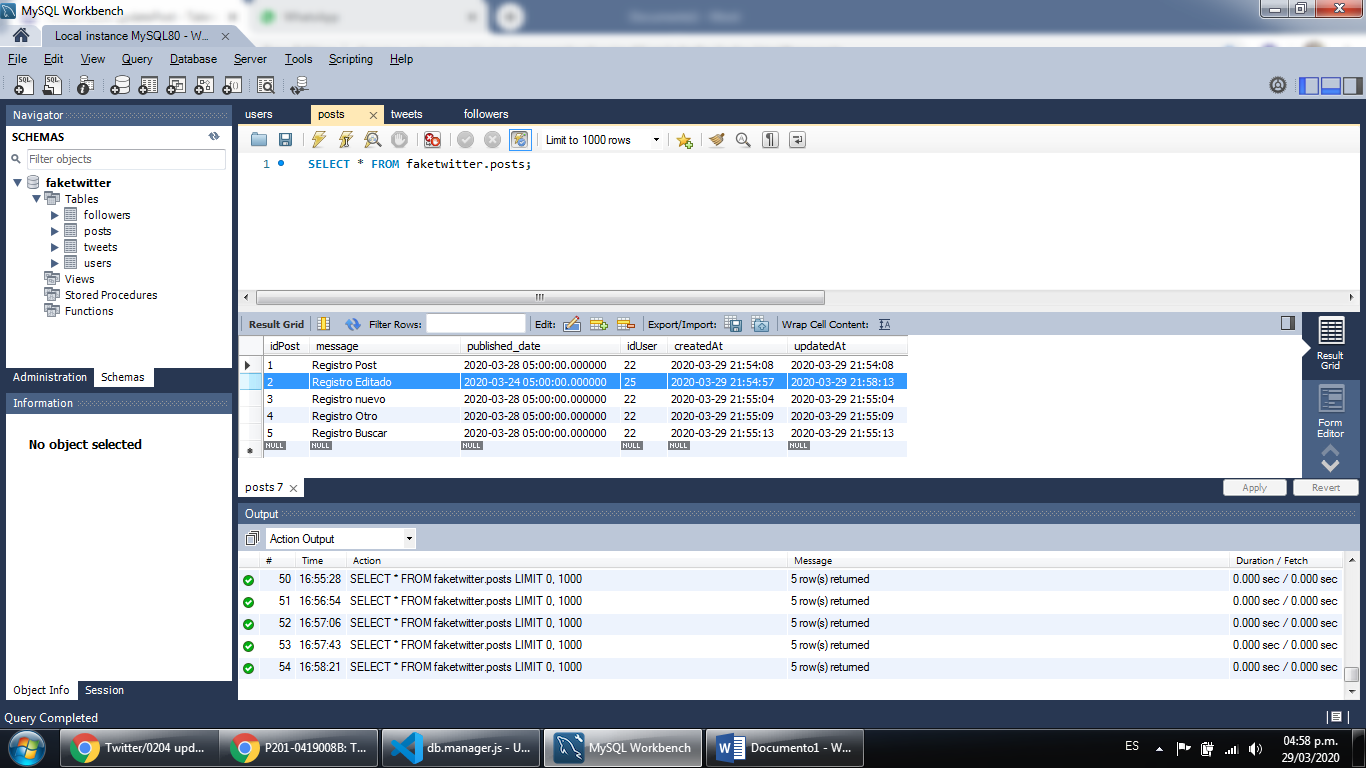 MySQL Workbench
WhatsApp
Local instance MySQL80 - W...
File Edit View Query Database Server Tools Scripting Help
Navigator
SCHEMAS
Filter objects
faketwitter
Tables
followers
posts
tweets
users
Views
Stored Procedures
Functions
Administration Schemas
Information
No object selected
Object Info Session
users posts tweets followers
Limit to 1000 rows
1 SELECT * FROM faketwitter.posts;
Result Grid Filter Rows: Edit: Export/Import: Wrap Cell Content:
idPost message published_date idUser createdAt updatedAt
1 Registro Post 2020-03-28 05:00:00.000000 22 2020-03-29 21:54:08 2020-03-29 21:54:08
2 Registro Editado 2020-03-24 05:00:00.000000 25 2020-03-29 21:54:57 2020-03-29 21:58:13
3 Registro nuevo 2020-03-28 05:00:00.000000 22 2020-03-29 21:55:04 2020-03-29 21:55:04
4 Registro Otro 2020-03-28 05:00:00.000000 22 2020-03-29 21:55:09 2020-03-29 21:55:09
5 Registro Buscar 2020-03-28 05:00:00.000000 22 2020-03-29 21:55:13 2020-03-29 21:55:13
NULL NULL NULL NULL NULL NULL
Result
Grid
Form
Editor
posts 7
Apply Revert
Output
Action Output
# Time Action Message Duration / Fetch
50 16:55:28 SELECT * FROM faketwitter.posts LIMIT 0, 1000 5 row(s) returned 0.000 sec / 0.000 sec
51 16:56:54 SELECT * FROM faketwitter.posts LIMIT 0, 1000 5 row(s) returned 0.000 sec / 0.000 sec
52 16:57:06 SELECT * FROM faketwitter.posts LIMIT 0, 1000 5 row(s) returned 0.000 sec / 0.000 sec
53 16:57:43 SELECT * FROM faketwitter.posts LIMIT 0, 1000 5 row(s) returned 0.000 sec / 0.000 sec
54 16:58:21 SELECT * FROM faketwitter.posts LIMIT 0, 1000 5 row(s) returned 0.000 sec / 0.000 sec
Query Completed
Twitter/0204 upd... P201-0419008B: T... db.manager.js - U... MySQL Workbench Documento1 - W... ES 04:58 p.m.
29/03/2020